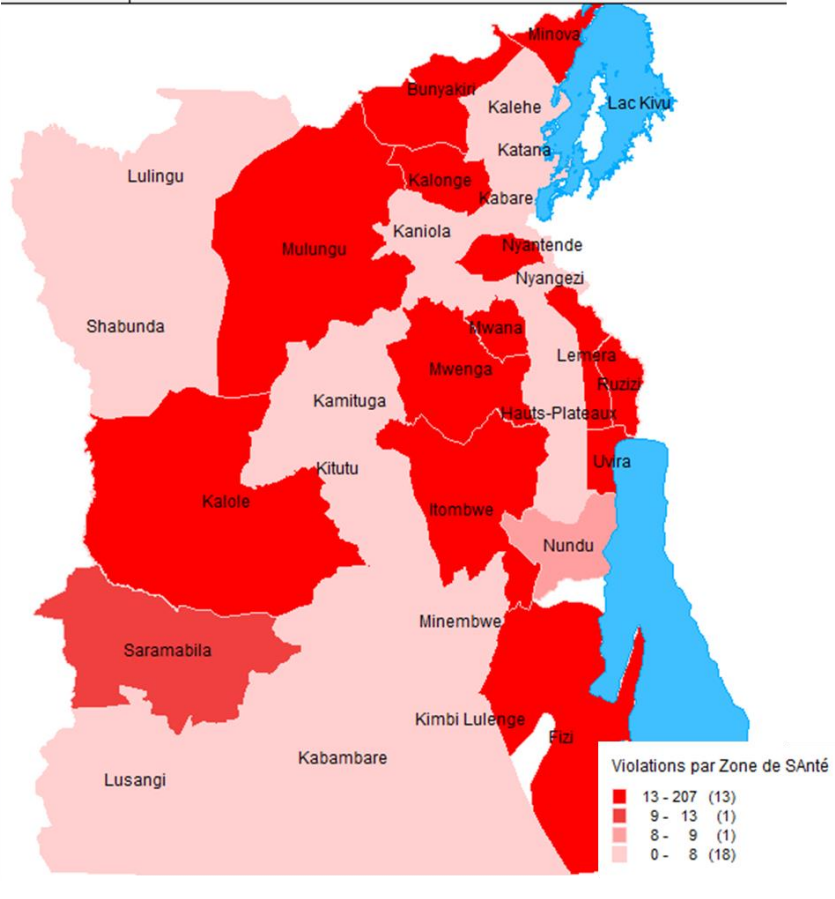 Minova
Bunyakiri
Kalehe
Lac Kivu
Katana
Lulingu
Kalonge
Kabare
Kaniola
Nyantende
Mulungu
Nyangezi
Shabunda
Mwana
Lemera
Mwenga
Ruzizi
Kamituga
Hauts-Plateaux
Uvira
Kitutu
Kalole
Itombwe
Nundu
Minembwe
Saramabila
Kimbi Lulenge
Fizi
Kabambare
Lusangi
Violations par Zone de SAnté
13 - 207 (13)
9 - 13 (1)
8 - 9 (1)
0 - 8 (18)